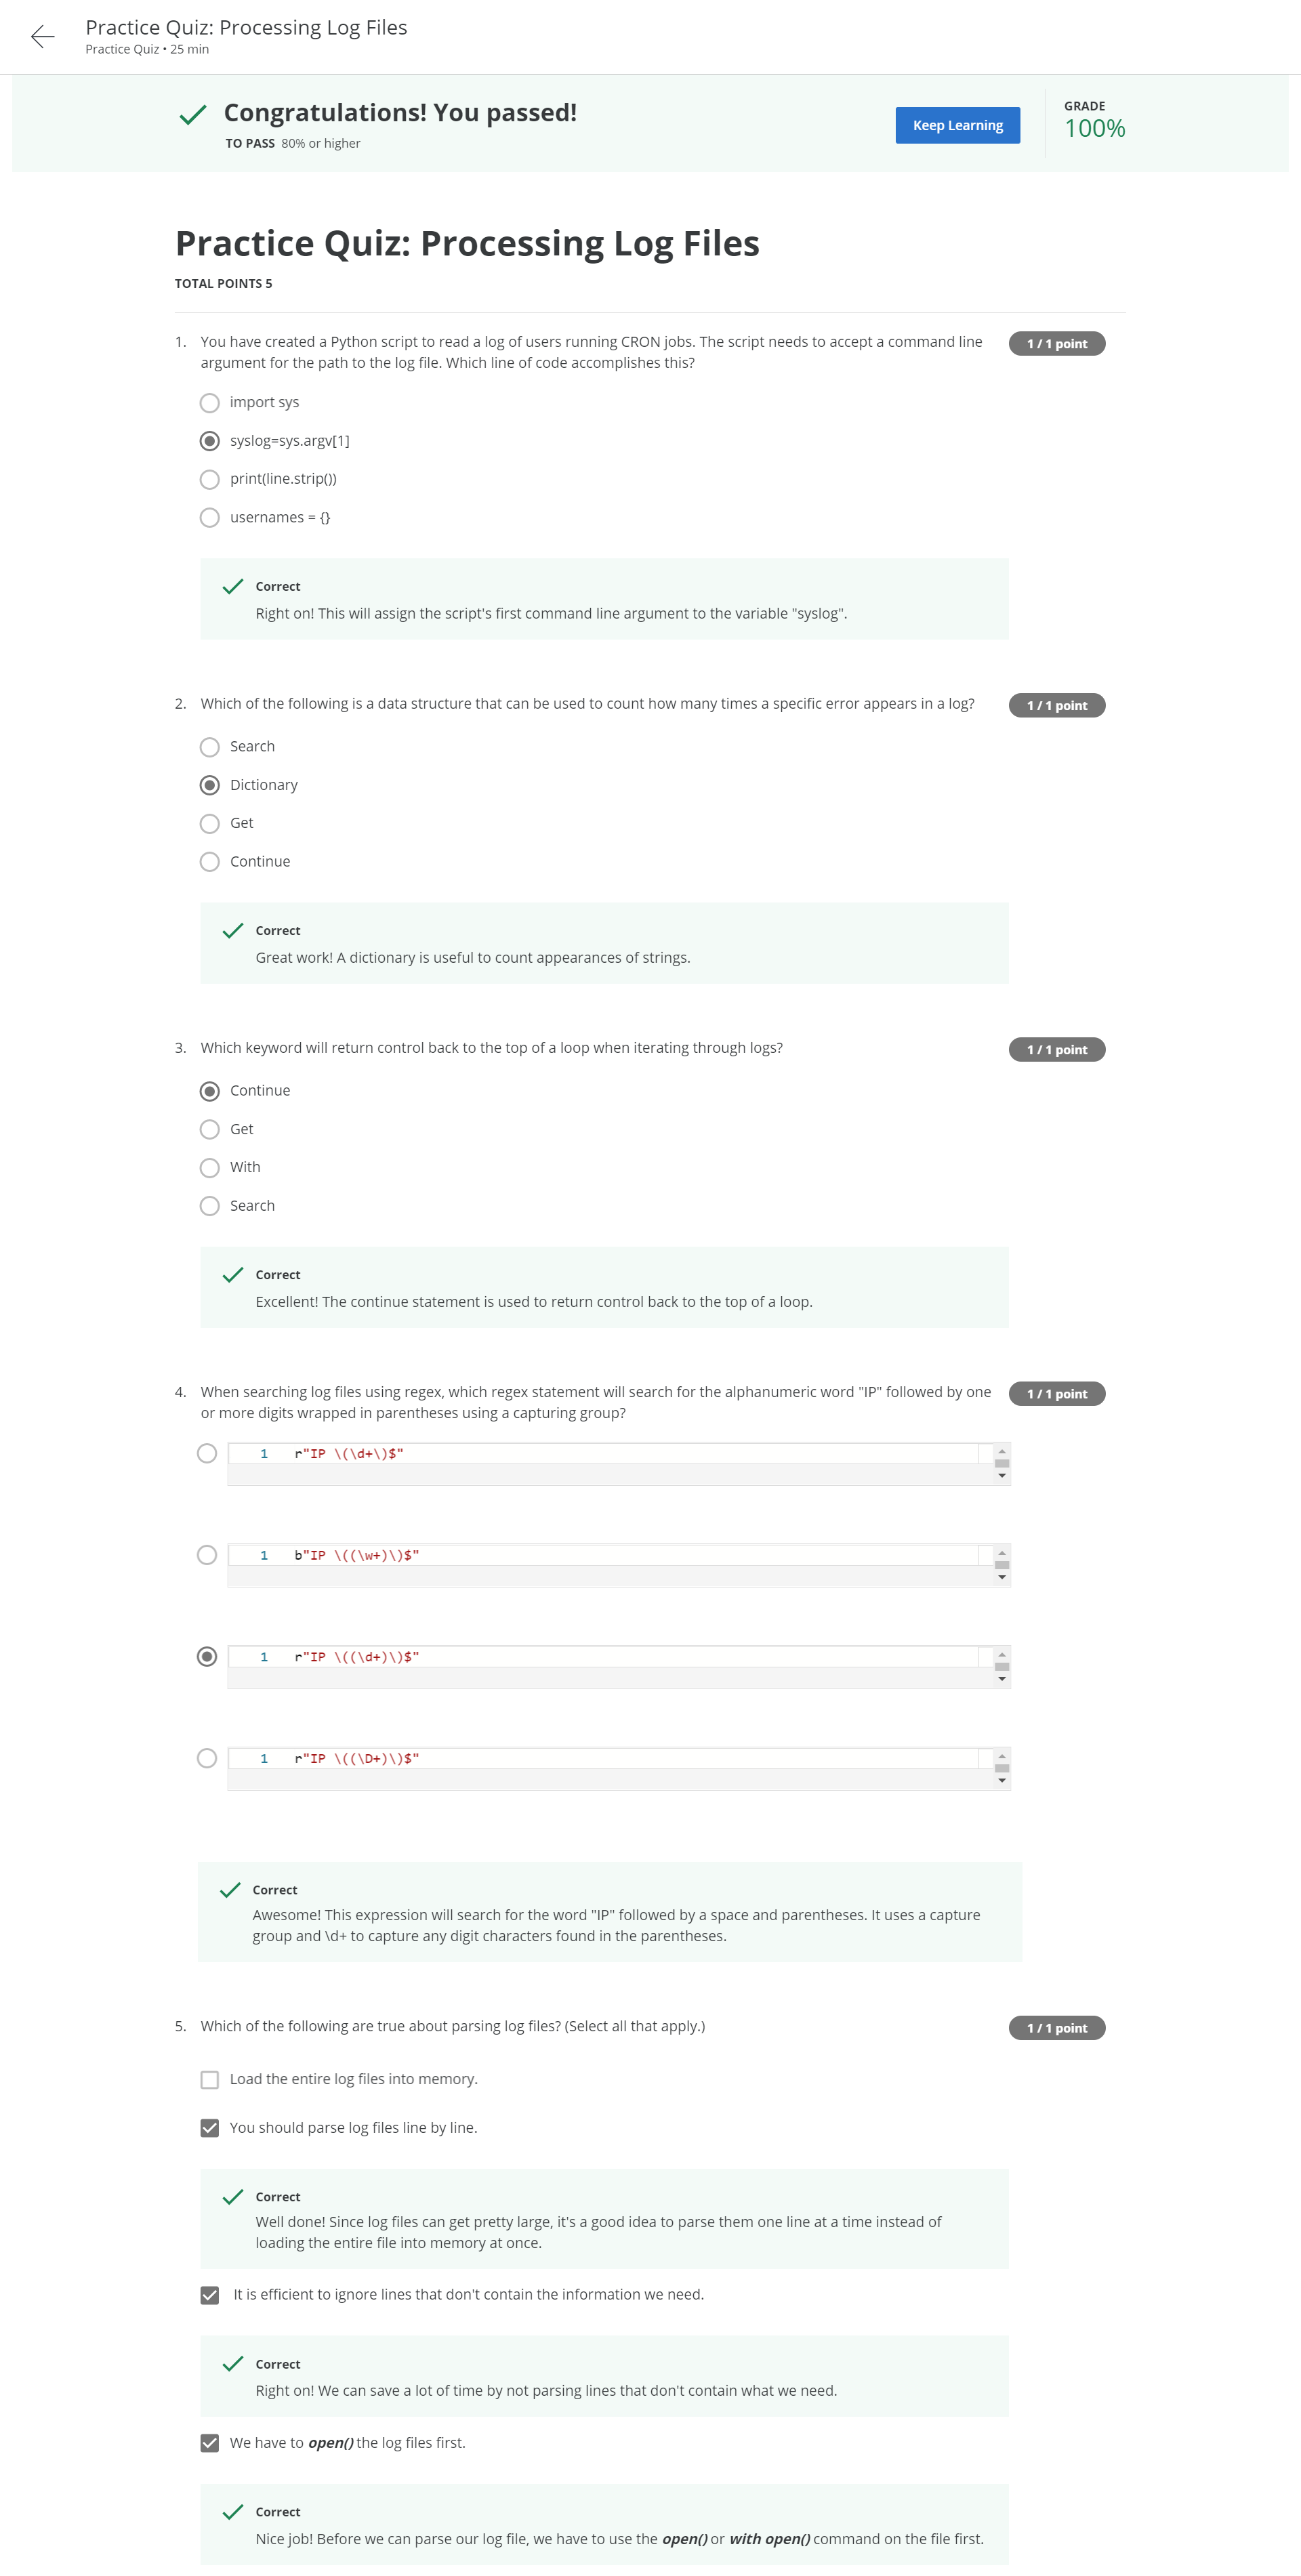 Practice Quiz: Processing Log Files
Practice Quiz • 25 min
Congratulations! You passed!
TO PASS 80% or higher
Keep Learning
GRADE
100%
Practice Quiz: Processing Log Files
TOTAL POINTS 5
1. You have created a Python script to read a log of users running CRON jobs. The script needs to accept a command line
argument for the path to the log file. Which line of code accomplishes this?
1 / 1 point
import sys
syslog=sys.argv[1]
print(line.strip())
usernames = {}
Correct
Right on! This will assign the script's first command line argument to the variable "syslog".
2. Which of the following is a data structure that can be used to count how many times a specific error appears in a log?
1 / 1 point
Search
Dictionary
Get
Continue
Correct
Great work! A dictionary is useful to count appearances of strings.
3. Which keyword will return control back to the top of a loop when iterating through logs?
1 / 1 point
Continue
Get
With
Search
Correct
Excellent! The continue statement is used to return control back to the top of a loop.
4. When searching log files using regex, which regex statement will search for the alphanumeric word "IP" followed by one
or more digits wrapped in parentheses using a capturing group?
1 / 1 point
1 r"IP \(\d+\)$"
1 b"IP \((\w+)\)$"
1 r"IP \((\d+)\)$"
1 r"IP \((\D+)\)$"
Correct
Awesome! This expression will search for the word "IP" followed by a space and parentheses. It uses a capture
group and \d+ to capture any digit characters found in the parentheses.
5. Which of the following are true about parsing log files? (Select all that apply.)
1 / 1 point
Load the entire log files into memory.
You should parse log files line by line.
Correct
Well done! Since log files can get pretty large, it's a good idea to parse them one line at a time instead of
loading the entire file into memory at once.
It is efficient to ignore lines that don't contain the information we need.
Correct
Right on! We can save a lot of time by not parsing lines that don't contain what we need.
We have to open() the log files first.
Correct
Nice job! Before we can parse our log file, we have to use the open() or with open() command on the file first.